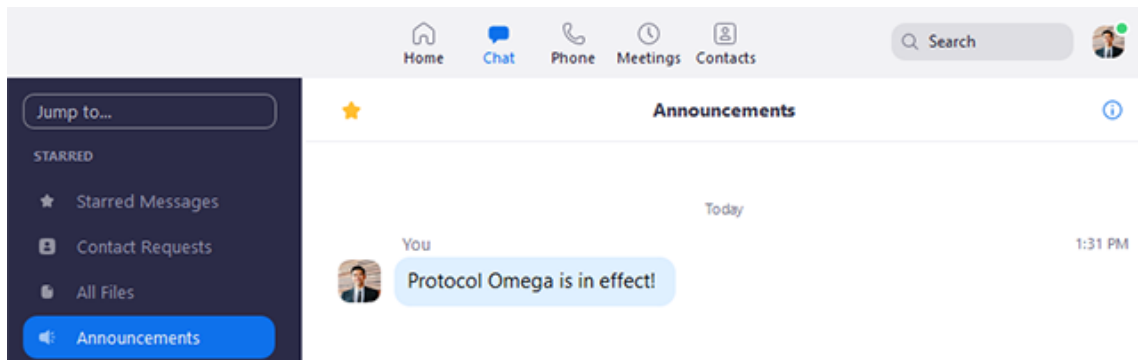 Home Chat Phone Meetings Contacts
Search
Jump to...
STARRED
Starred Messages
Contact Requests
All Files
Announcements
Announcements
Today
You
1:31 PM
Protocol Omega is in effect!